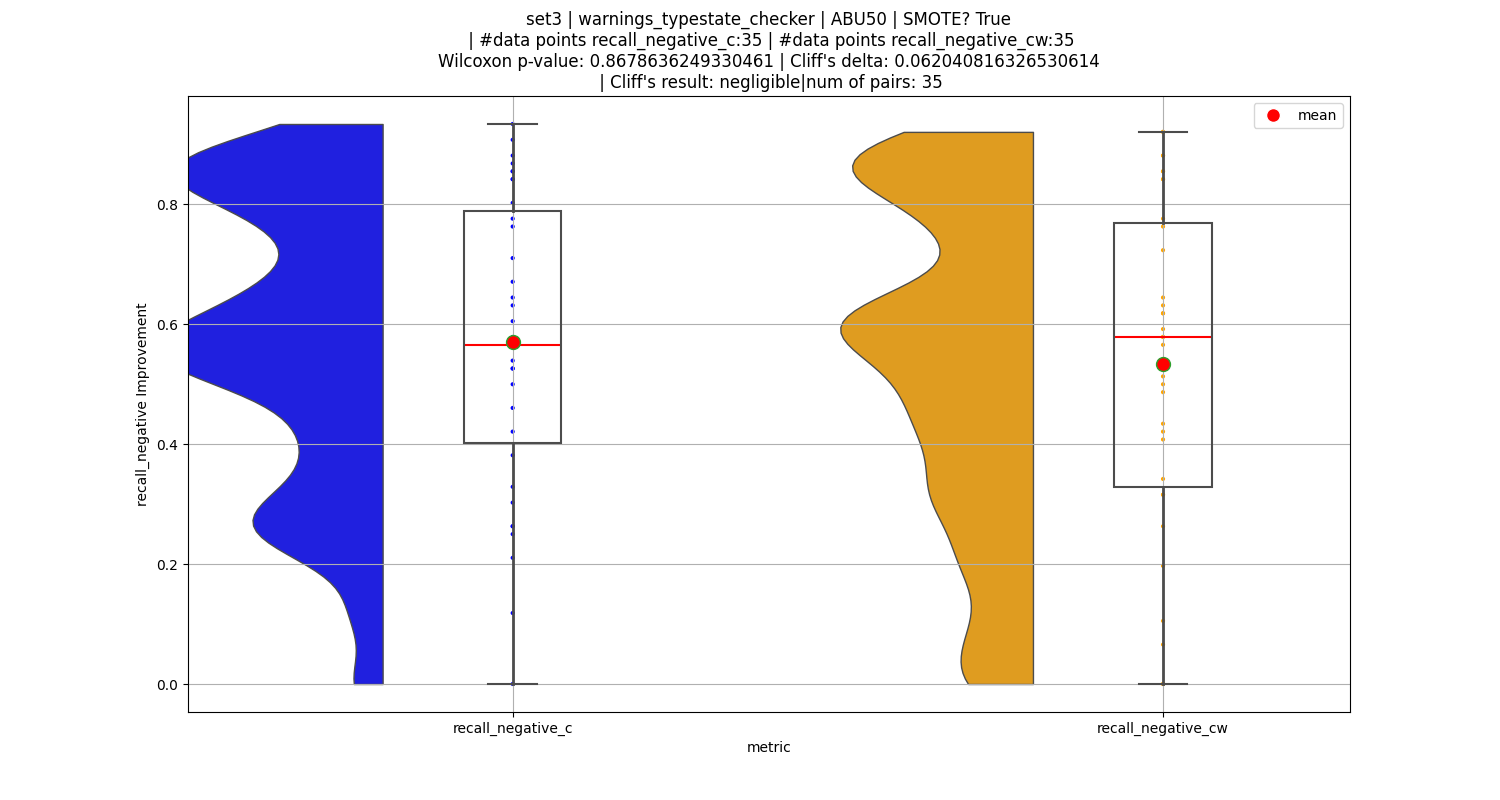 set3 | warnings_typestate_checker | ABU50 | SMOTE? True
| #data points recall_negative_c:35 | #data points recall_negative_cw:35
Wilcoxon p-value: 0.8678636249330461 | Cliff's delta: 0.062040816326530614
| Cliff's result: negligible|num of pairs: 35
mean
recall_negative Improvement
0.8
0.6
0.4
0.2
0.0
recall_negative_c
recall_negative_cw
metric